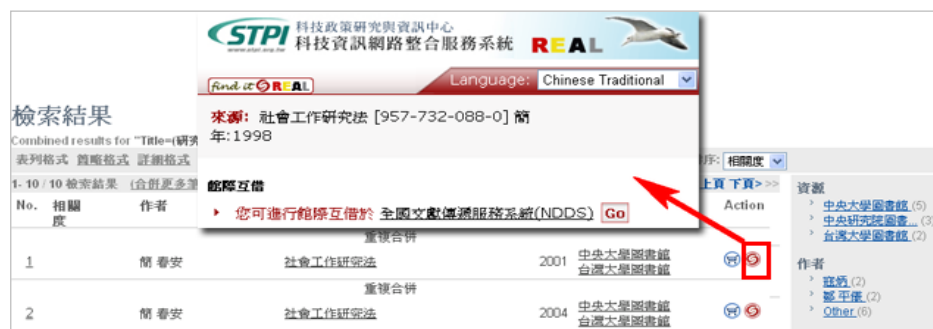 STPI 科技政策研究與資訊中心
科技資訊網路整合服務系統 REAL
find it REAL
Language: Chinese Traditional
來源: 社會工作研究法 [957-732-088-0] 簡
年:1998
館際互借
您可進行館際互借於 全國文獻傳遞服務系統(NDDS) Go
檢索結果
Combined results for "Title=(研究
表列格式 簡略格式 詳細格式
序: 相關度
1- 10 / 10 檢索結果 (合併更多筆
上頁 下頁> >>
No. 相關度 作者 Action
重複合併
1 簡 春安 社會工作研究法 2001 中央大學圖書館
台灣大學圖書館
重複合併
2 簡 春安 社會工作研究法 2004 中央大學圖書館
台灣大學圖書館
資源
中央大學圖書館 (5)
中央研究院圖書... (3)
台灣大學圖書館 (2)
作者
(2)
鄒 平儀 (2)
Other (6)